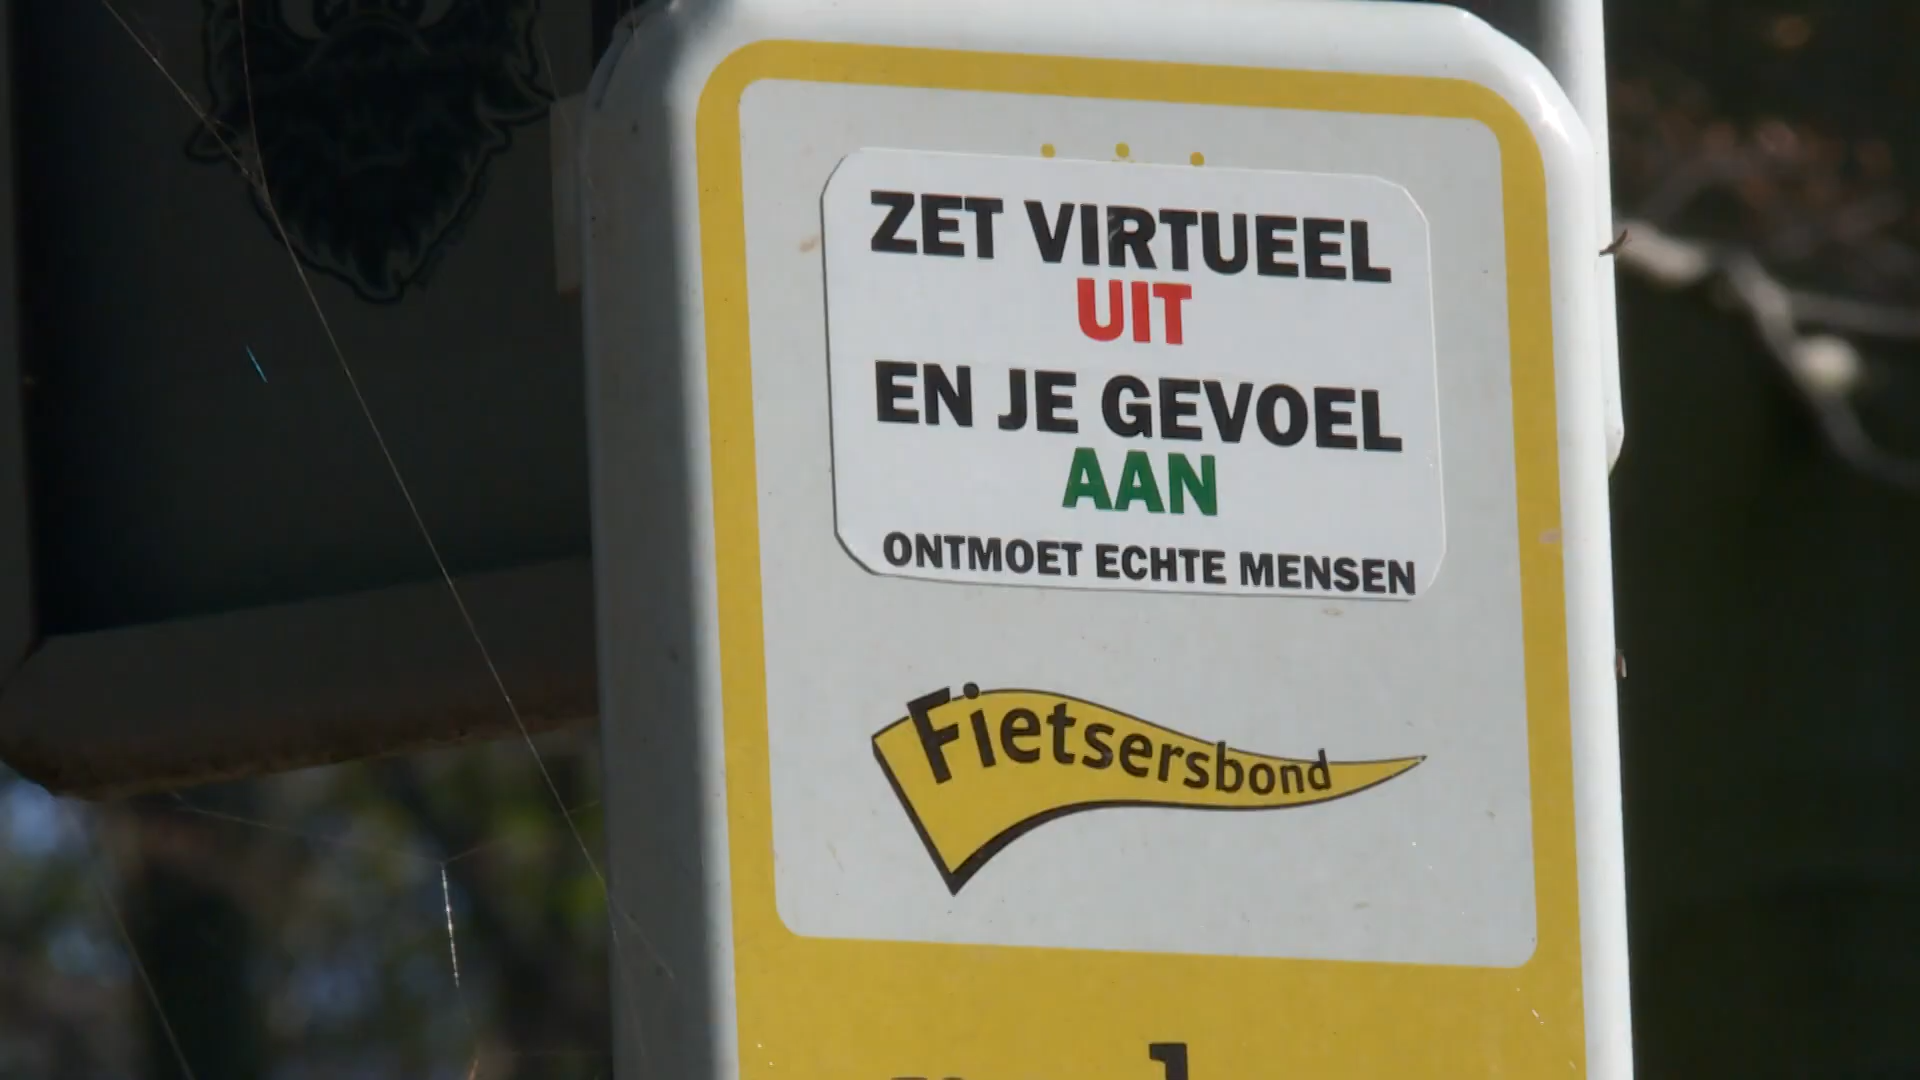 ZET VIRTUEEL
UIT
EN JE GEVOEL
AAN
ONTMOET ECHTE MENSEN
Fietsersbond